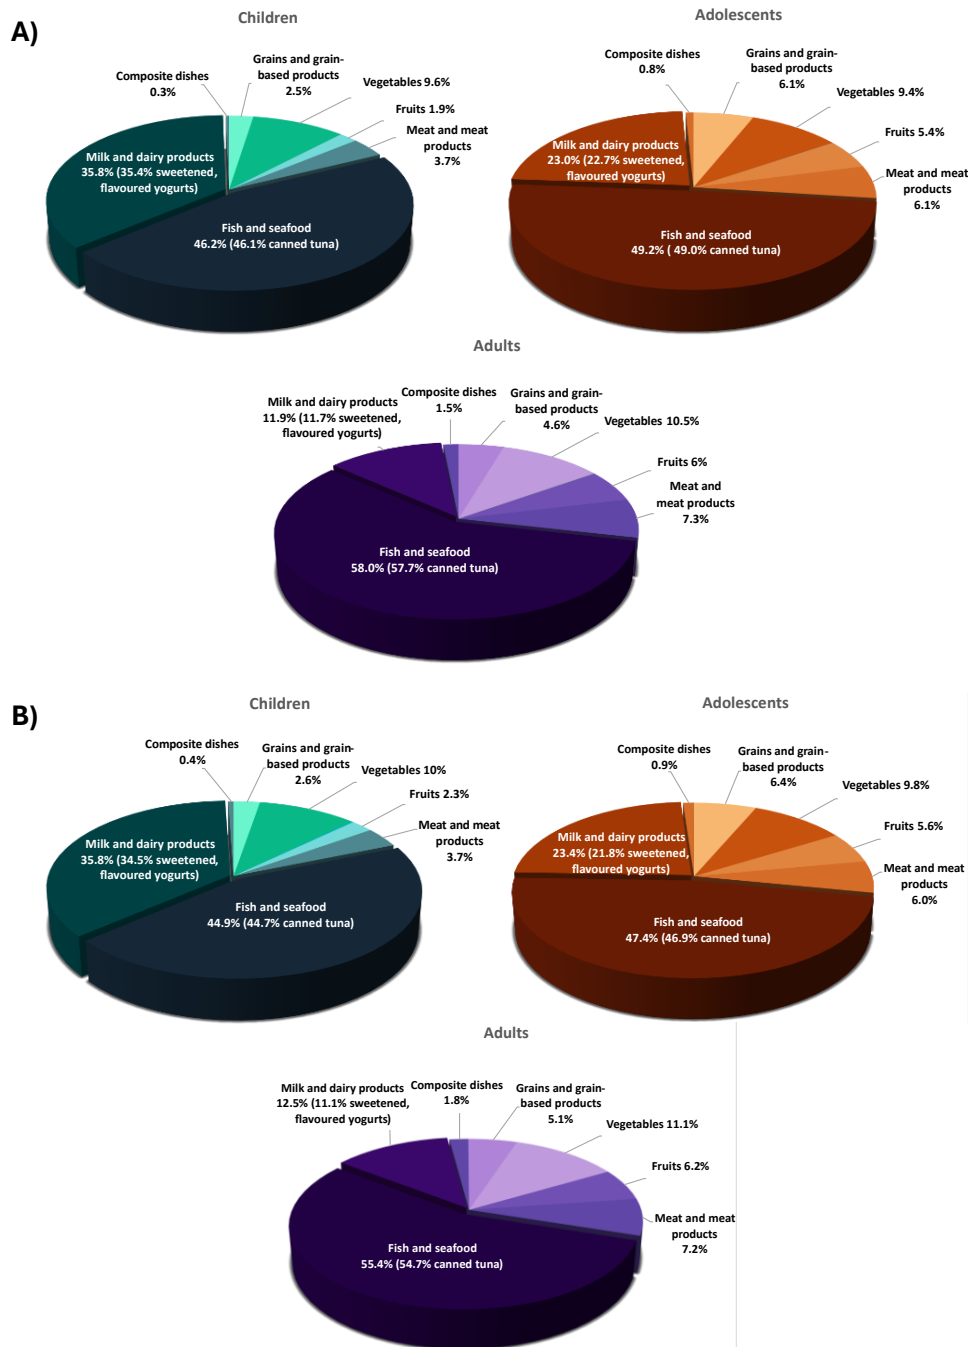 A)
Children
Composite dishes
0.3%
Grains and grain-
based products
2.5%
Vegetables 9.6%
Fruits 1.9%
Meat and meat
products
3.7%
Milk and dairy products
35.8% (35.4% sweetened,
flavoured yogurts)
Fish and seafood
46.2% (46.1% canned tuna)
Adolescents
Composite dishes
0.8%
Grains and grain-
based products
6.1%
Vegetables 9.4%
Fruits 5.4%
Meat and meat
products
6.1%
Milk and dairy products
23.0% (22.7% sweetened,
flavoured yogurts)
Fish and seafood
49.2% ( 49.0% canned tuna)
Adults
Milk and dairy products
11.9% (11.7% sweetened,
flavoured yogurts)
Composite dishes
1.5%
Grains and grain-
based products
4.6%
Vegetables 10.5%
Fruits 6%
Meat and
meat products
7.3%
Fish and seafood
58.0% (57.7% canned tuna)
B)
Children
Composite dishes
0.4%
Grains and grain-
based products
2.6%
Vegetables 10%
Fruits 2.3%
Meat and meat
products
3.7%
Milk and dairy products
35.8% (34.5% sweetened,
flavoured yogurts)
Fish and seafood
44.9% (44.7% canned tuna)
Adolescents
Composite dishes
0.9%
Grains and grain-
based products
6.4%
Vegetables 9.8%
Fruits 5.6%
Meat and meat
products
6.0%
Milk and dairy products
23.4% (21.8% sweetened,
flavoured yogurts)
Fish and seafood
47.4% (46.9% canned tuna)
Adults
Milk and dairy products
12.5% (11.1% sweetened,
flavoured yogurts)
Composite dishes
1.8%
Grains and grain-
based products
5.1%
Vegetables 11.1%
Fruits 6.2%
Meat and meat
products
7.2%
Fish and seafood
55.4% (54.7% canned tuna)